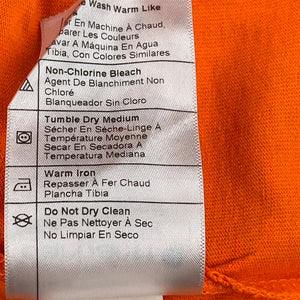 Wash Warm Like
En Machine À Chaud,
parer Les Couleurs
avar A Máquina En Agua
Tibia, Con Colores Similar
Non-Chlorine Bleach
Agent De Blanchiment Non
Chloré
Blanqueador Sin Cloro
Tumble Dry Medium
Sécher En Sèche-Linge À
Température Moyenne
Secar En Secadora A
Temperatura Mediana
Warm Iron
Repasser À Fer Chaud
Plancha Tibia
Do Not Dry Clean
Ne Pas Nettoyer À Sec
No Limpiar En Seco